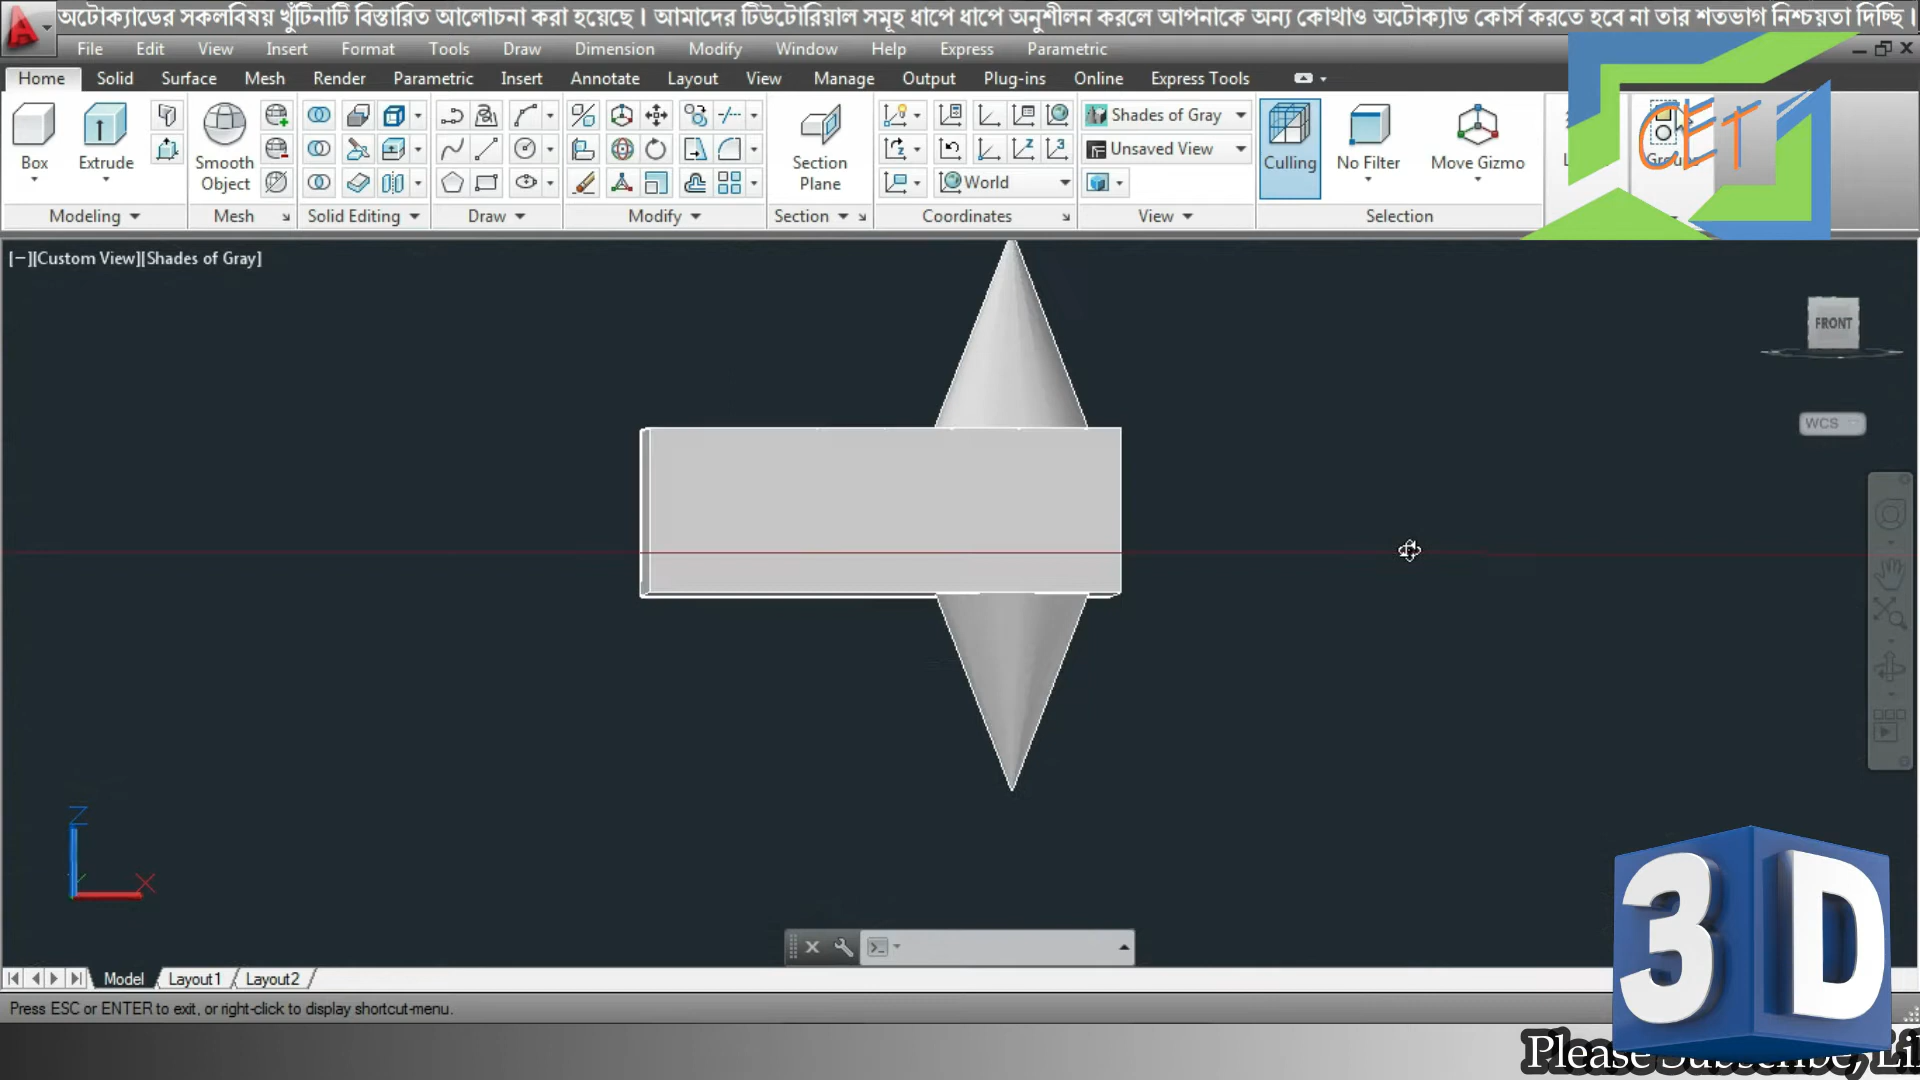 অটোক্যাডের সকলবিষয় খুঁটিনাটি বিস্তারিত আলোচনা করা হয়েছে। আমাদের টিউটোরিয়াল সমূহ ধাপে ধাপে অনুশীলন করলে আপনাকে অন্য কোথাও অটোক্যাড কোর্স করতে হবে না তার শতভাগ নিশ্চয়তা দিচ্ছি।
File Edit View Insert Format Tools Draw Dimension Modify Window Help Express Parametric
Home Solid Surface Mesh Render Parametric Insert Annotate Layout View Manage Output Plug-ins Online Express Tools
Shades of Gray
CET
Box Extrude Smooth Object Section Plane Unsaved View Culling No Filter Move Gizmo
World
Modeling Mesh Solid Editing Draw Modify Section Coordinates View Selection
[−][Custom View][Shades of Gray]
FRONT
WCS
Z
X
3D
Model Layout1 Layout2
Press ESC or ENTER to exit, or right-click to display shortcut-menu.
Please Subscribe, Li